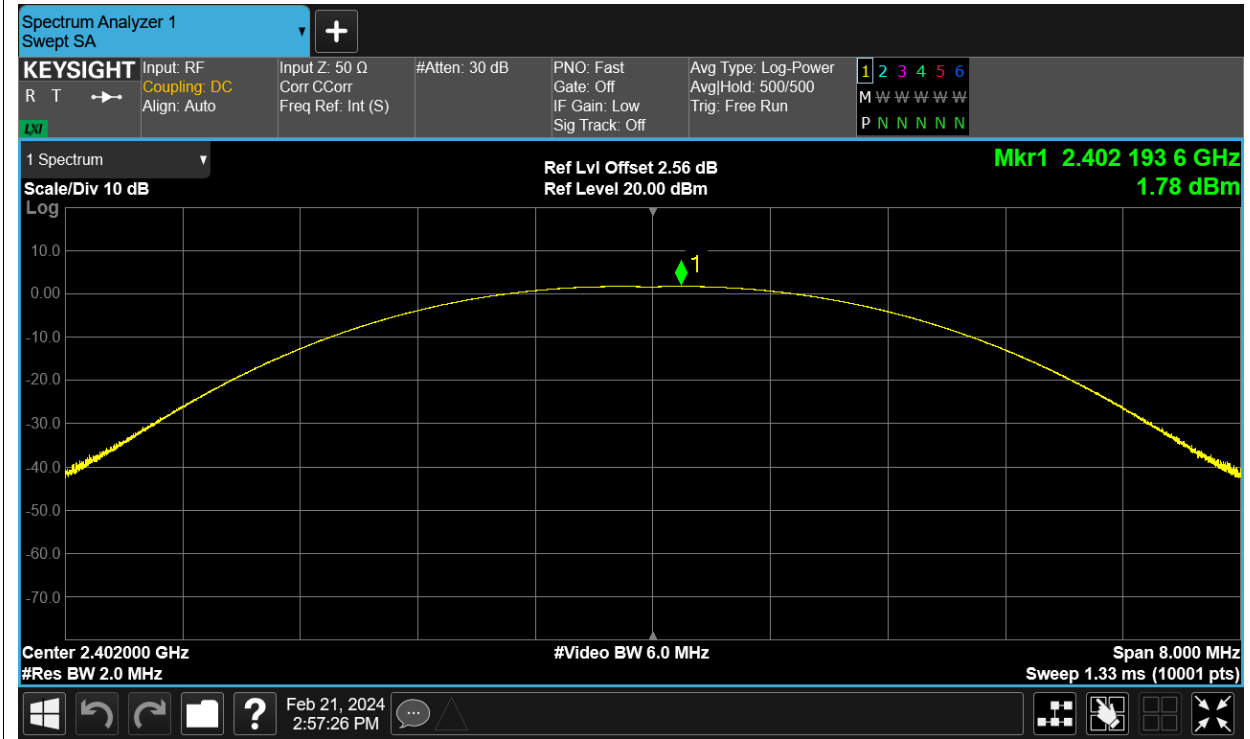 Spectrum Analyzer 1
Swept SA
KEYSIGHT
R T
LXI
Input: RF
Coupling: DC
Align: Auto
Input Z: 50 Ω
Corr CCorr
Freq Ref: Int (S)
#Atten: 30 dB
PNO: Fast
Gate: Off
IF Gain: Low
Sig Track: Off
Avg Type: Log-Power
Avg|Hold: 500/500
Trig: Free Run
1 2 3 4 5 6
M W W W W W
P N N N N N
1 Spectrum
Scale/Div 10 dB
Log
Ref Lvl Offset 2.56 dB
Ref Level 20.00 dBm
Mkr1 2.402 193 6 GHz
1.78 dBm
10.0
0.00
-10.0
-20.0
-30.0
-40.0
-50.0
-60.0
-70.0
1
Center 2.402000 GHz
#Video BW 6.0 MHz
Span 8.000 MHz
#Res BW 2.0 MHz
Sweep 1.33 ms (10001 pts)
?
Feb 21, 2024
2:57:26 PM